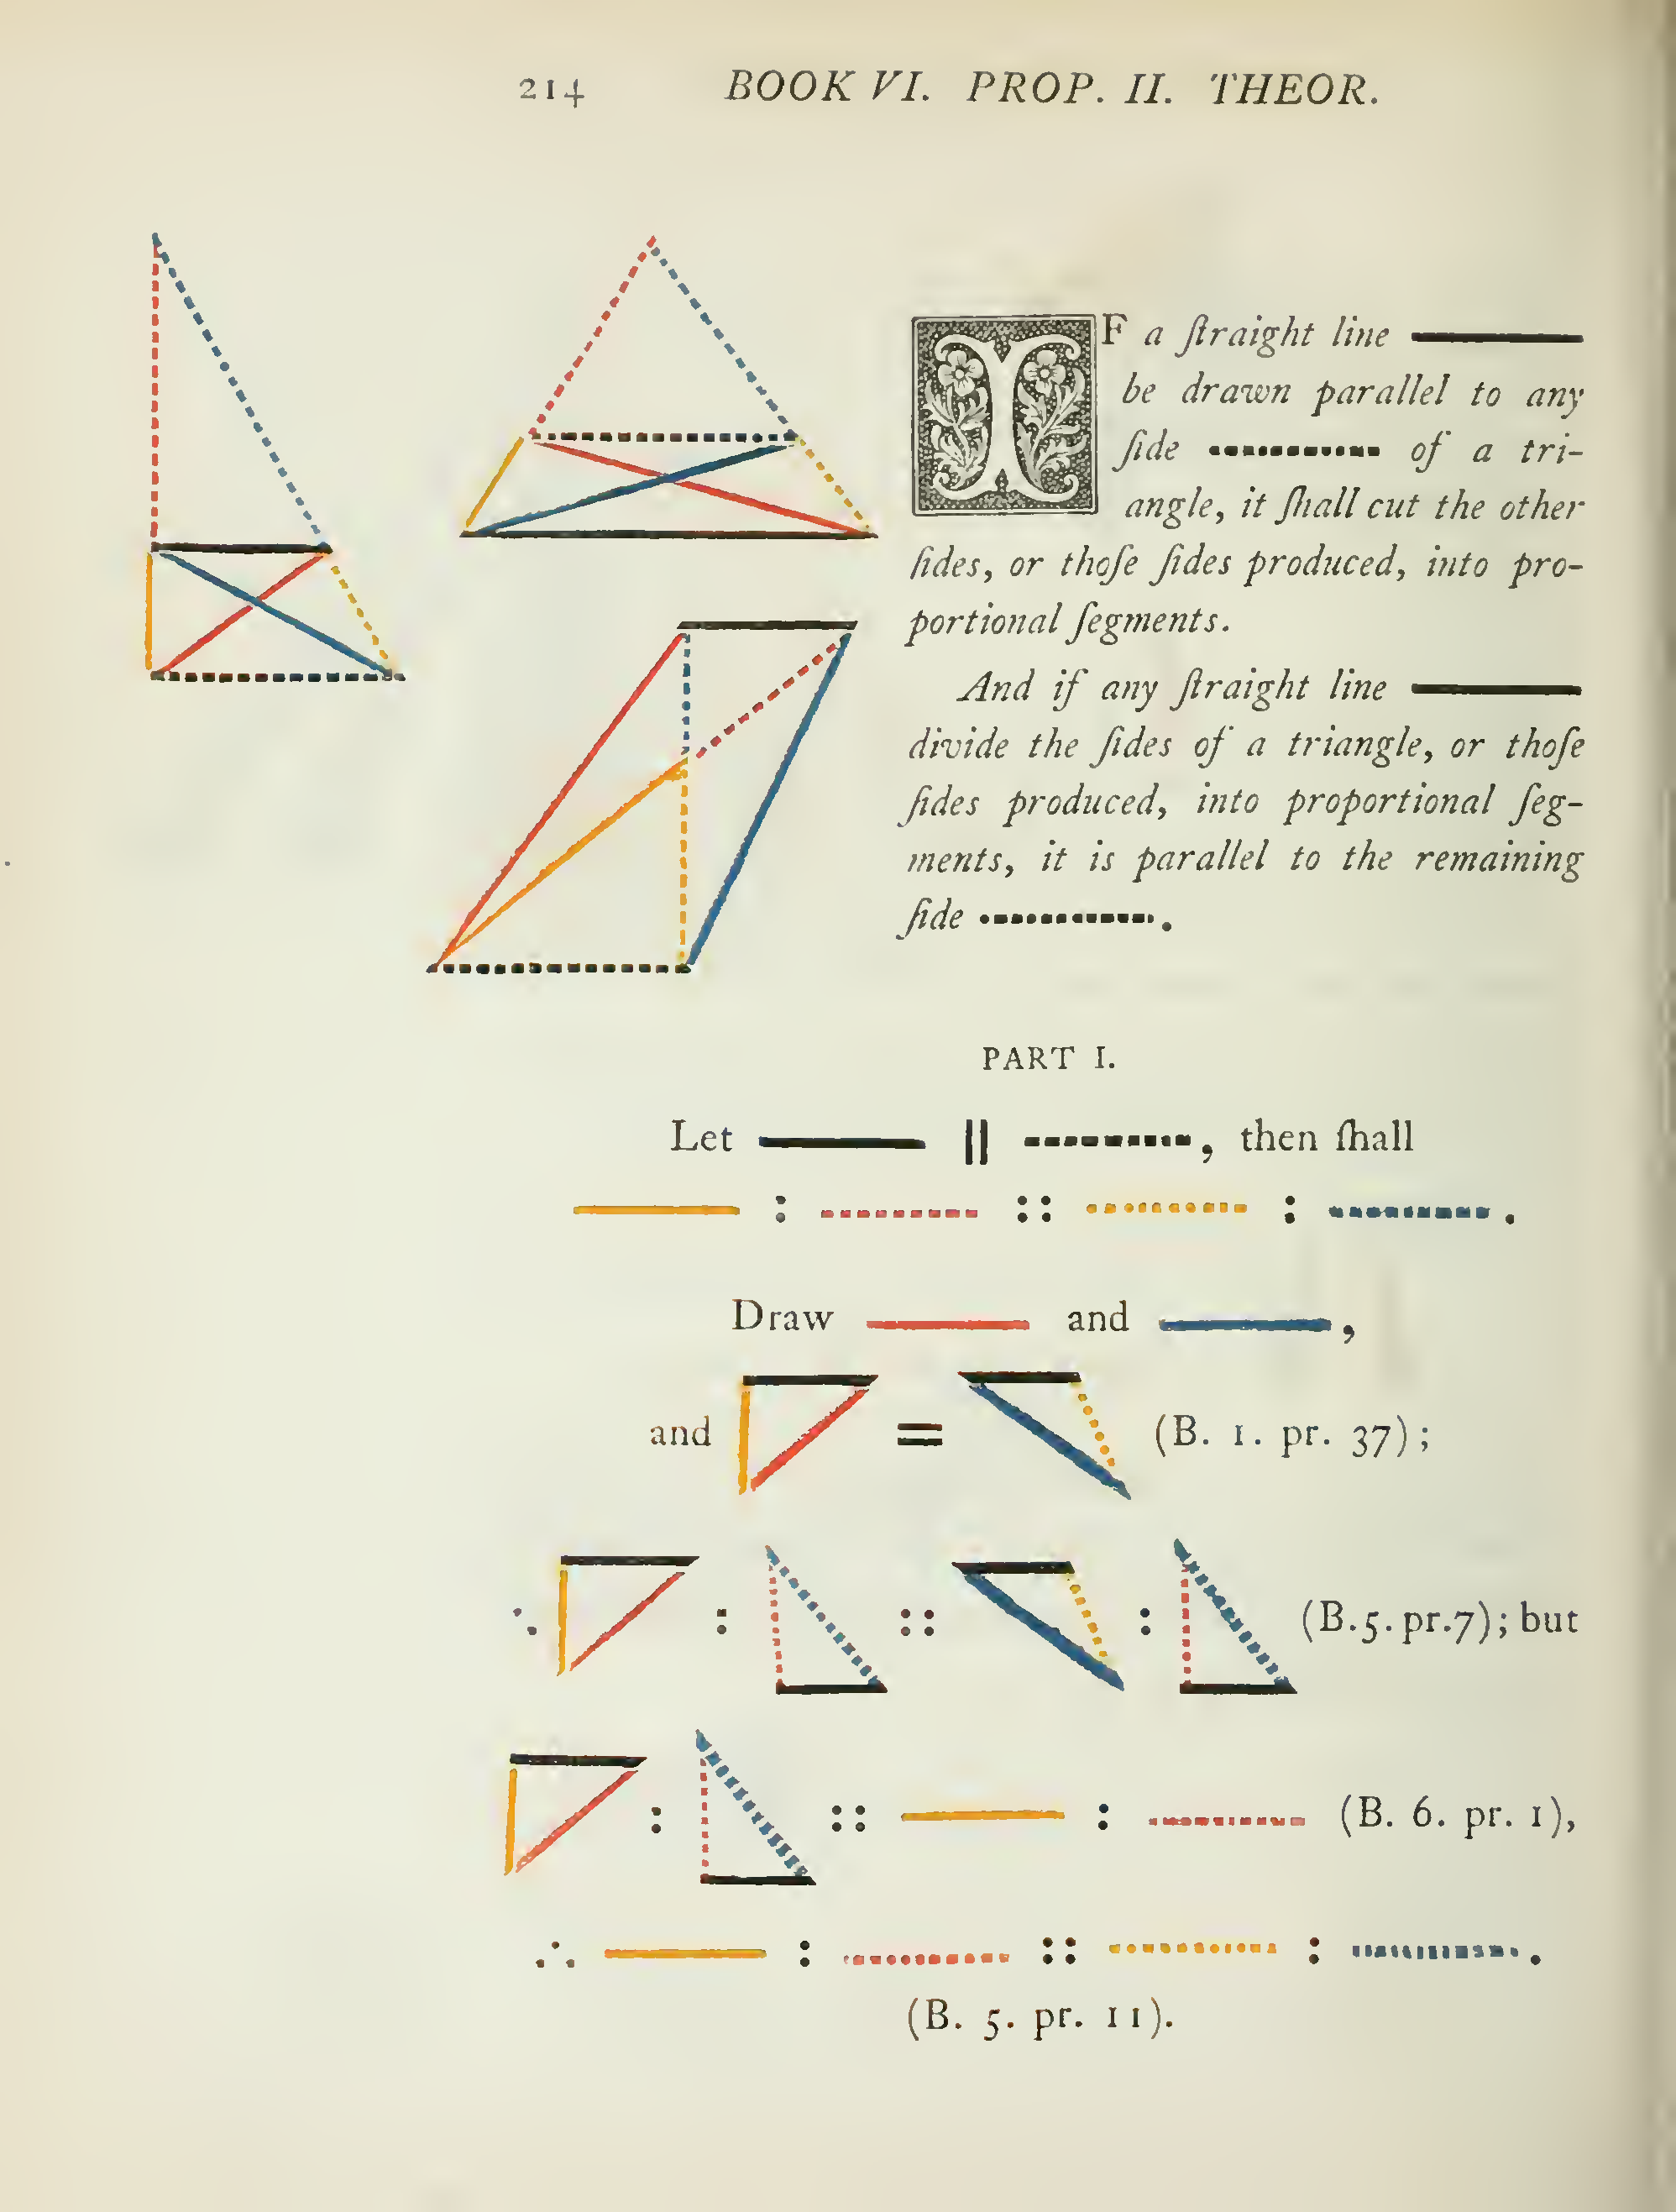 214 BOOK VI. PROP. II. THEOR.
IF a ſtraight line
be drawn parallel to any
ſide of a tri-
angle, it ſhall cut the other
ſides, or thoſe ſides produced, into pro-
portional ſegments.
And if any ſtraight line
divide the ſides of a triangle, or thoſe
ſides produced, into proportional ſeg-
ments, it is parallel to the remaining
ſide .
PART I.
Let ∥ , then ſhall
: :: : .
Draw and ,
and = (B. 1. pr. 37);
∴ : :: : (B. 5. pr. 7); but
: :: : (B. 6. pr. 1),
∴ : :: : .
(B. 5. pr. 11).